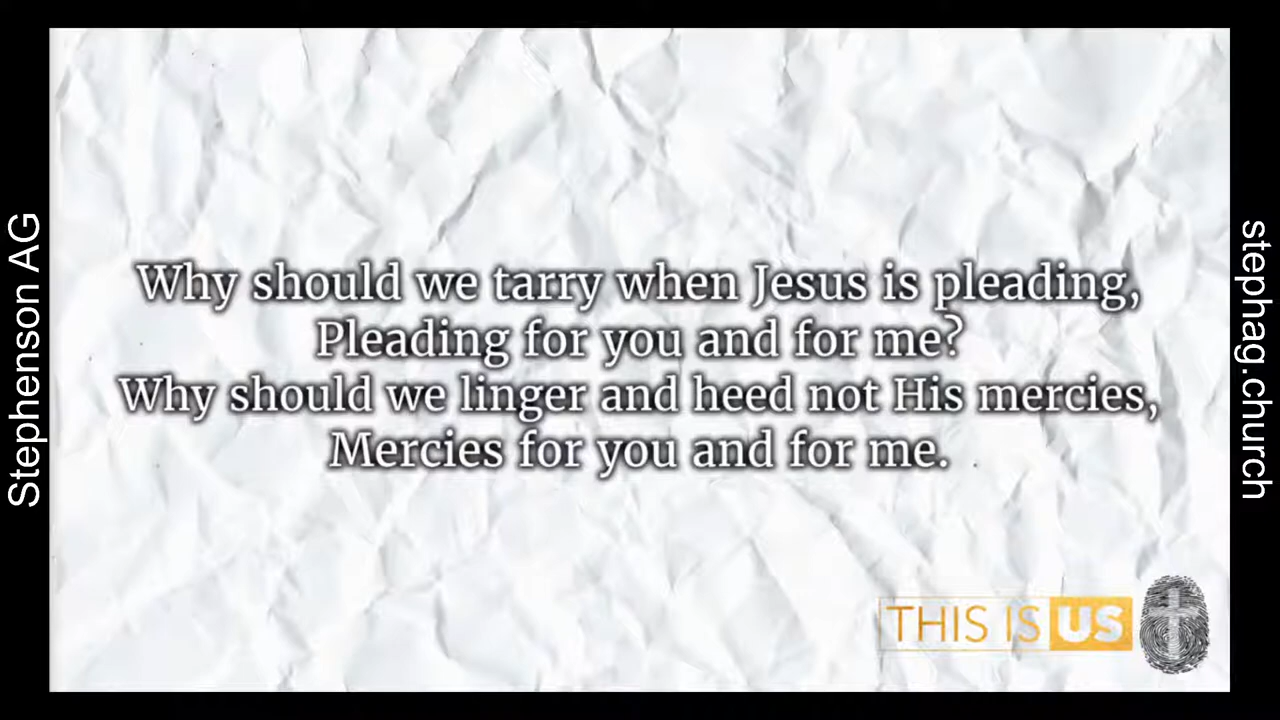 Stephenson AG
Why should we tarry when Jesus is pleading,
Pleading for you and for me?
Why should we linger and heed not His mercies,
Mercies for you and for me.
THIS IS US
stephag.church